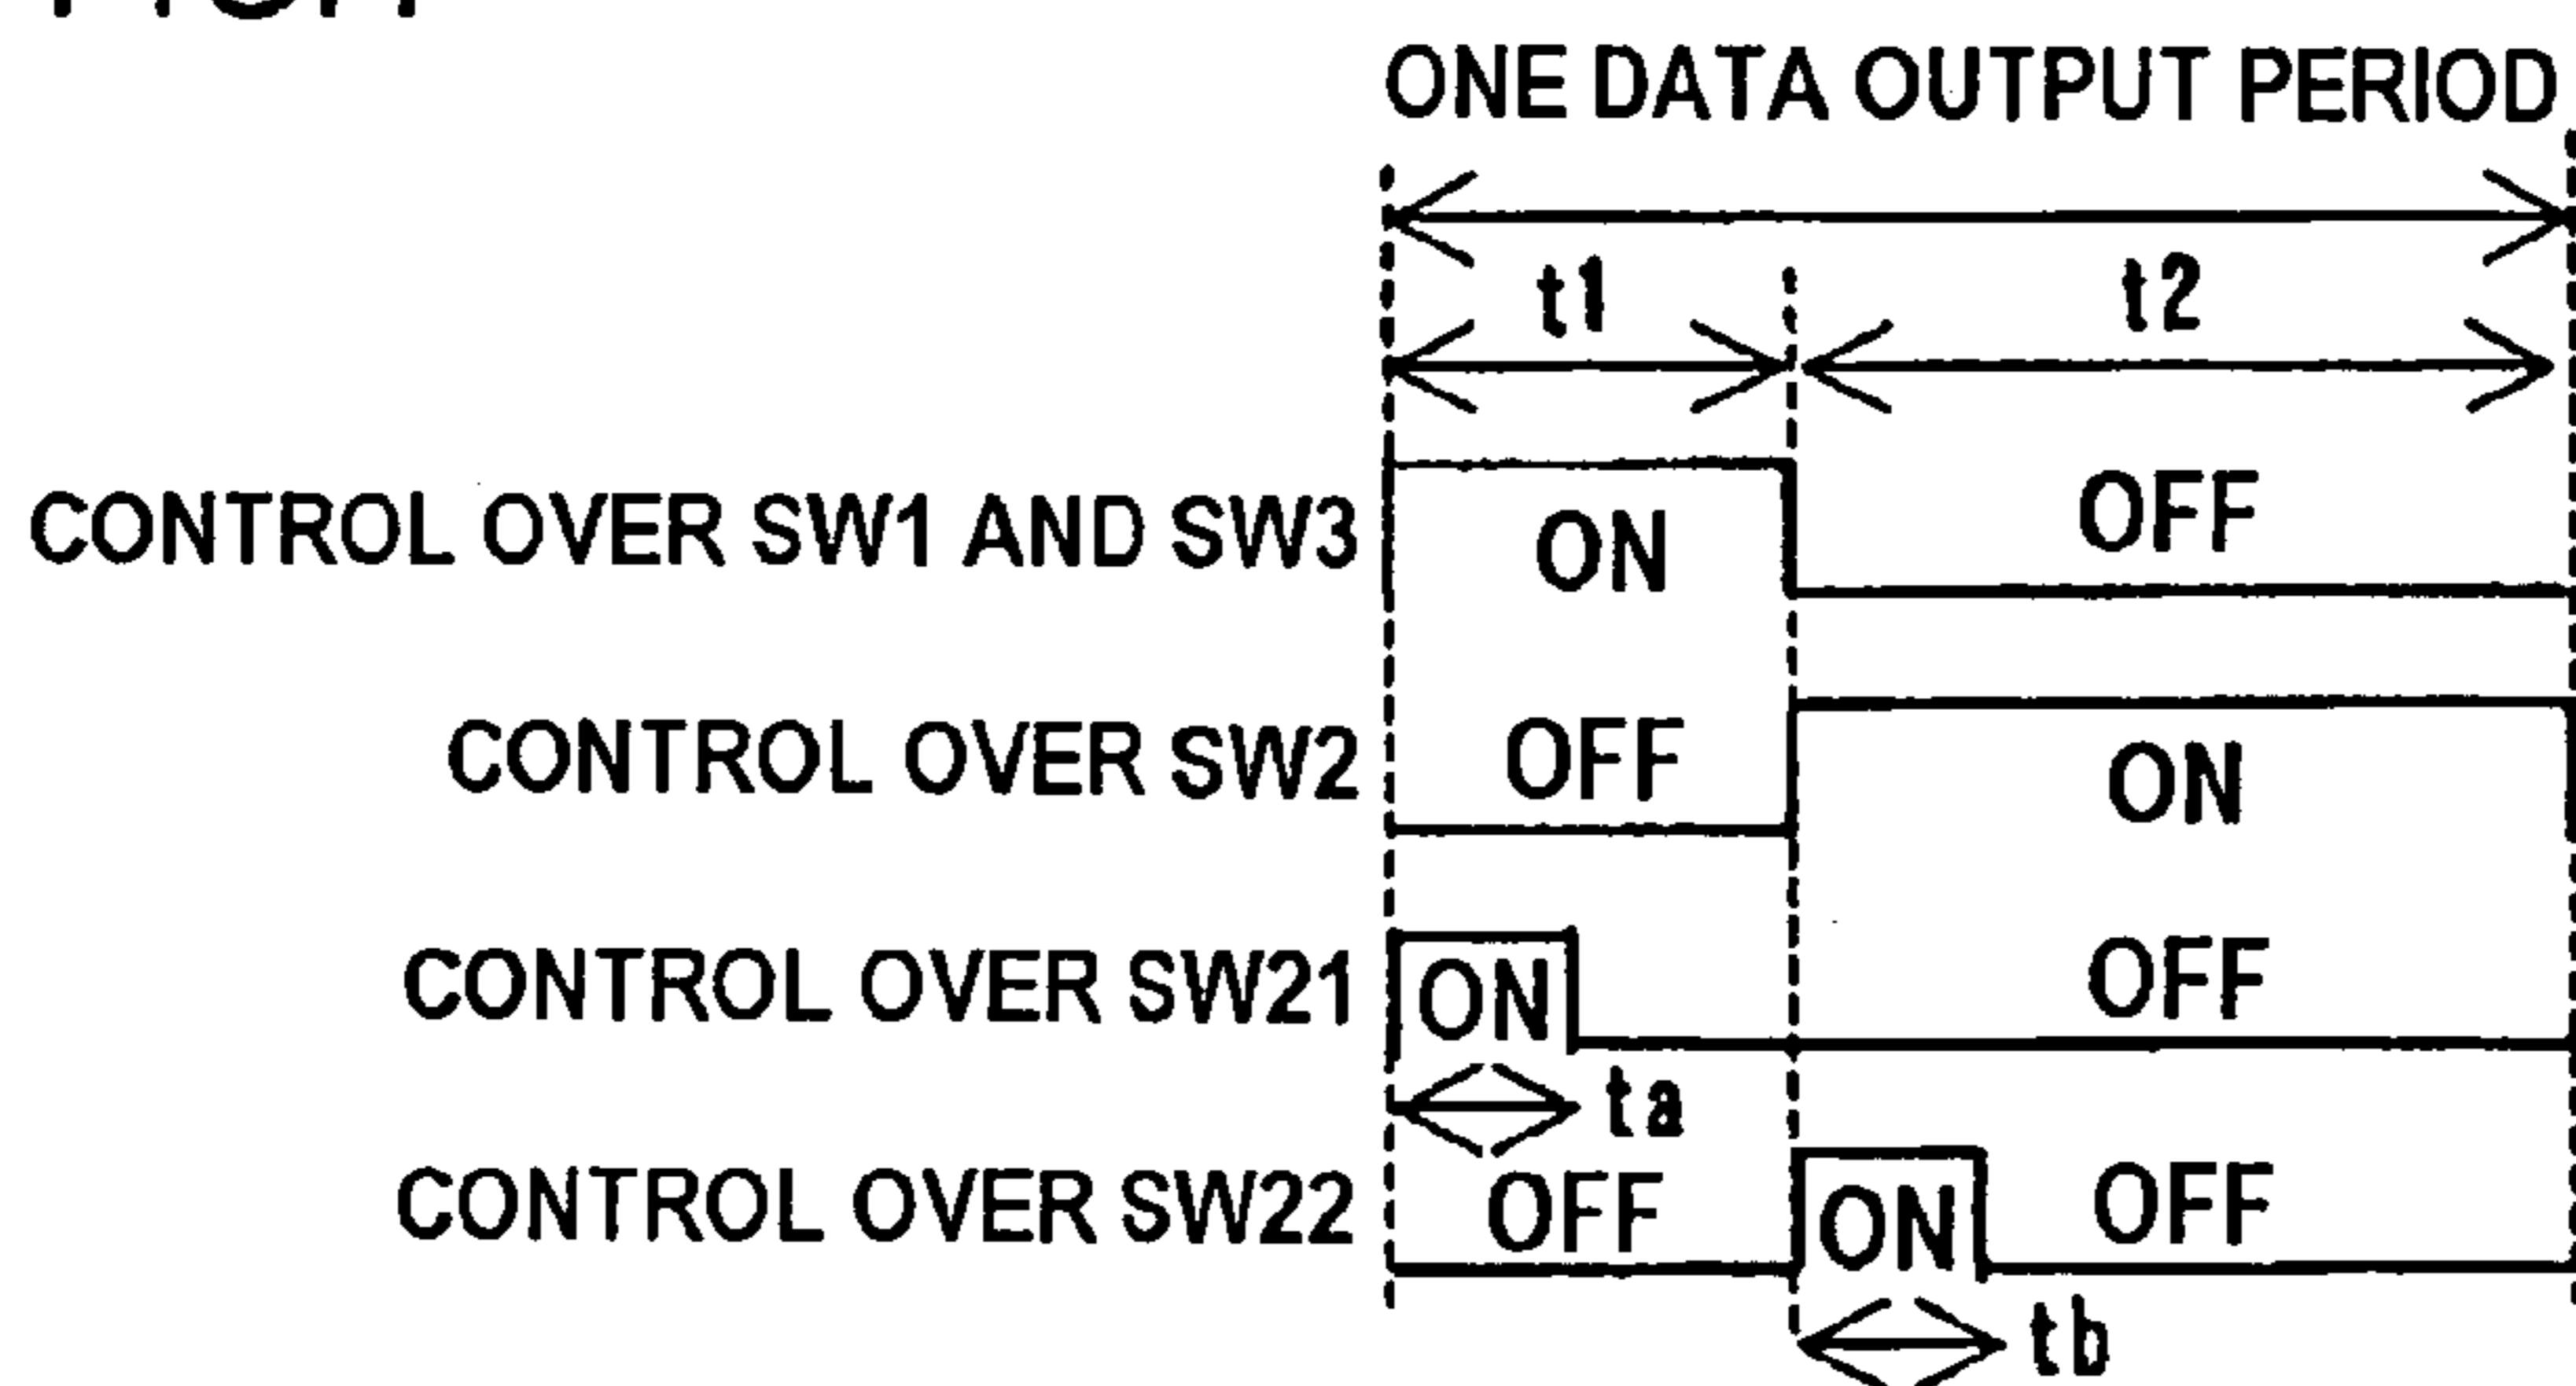 ONE DATA OUTPUT PERIOD
t1 t2
CONTROL OVER SW1 AND SW3 ON OFF
CONTROL OVER SW2 OFF ON
CONTROL OVER SW21 ON OFF
ta
CONTROL OVER SW22 OFF ON OFF
tb